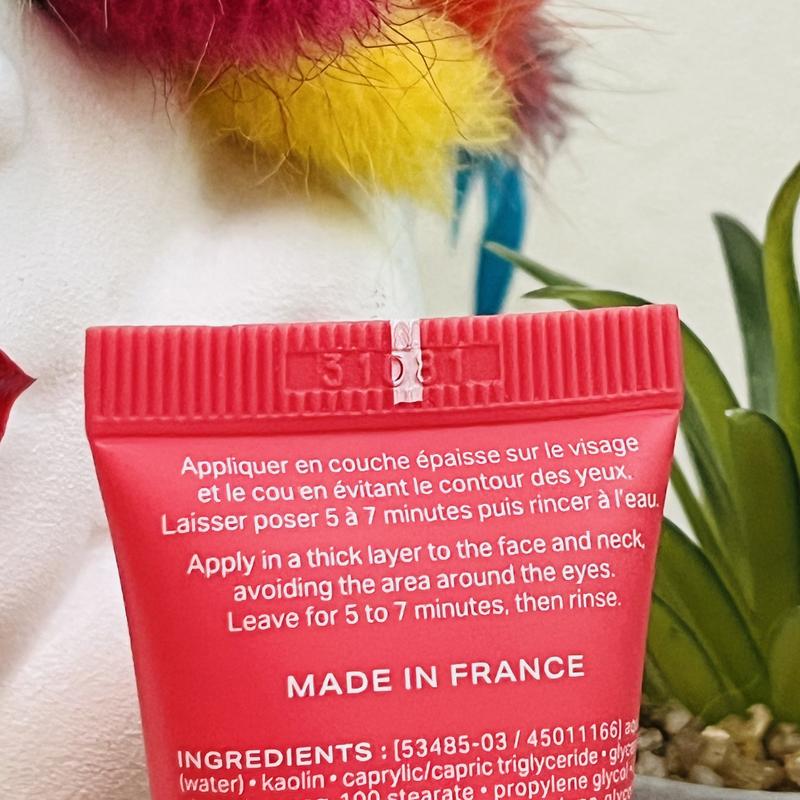 31081
Appliquer en couche épaisse sur le visage
et le cou en évitant le contour des yeux.
Laisser poser 5 à 7 minutes puis rincer à l'eau.
Apply in a thick layer to the face and neck,
avoiding the area around the eyes.
Leave for 5 to 7 minutes, then rinse.
MADE IN FRANCE
INGREDIENTS : [53485-03 / 45011166]
(water) • kaolin • caprylic/capric triglyceride •
100 stearate • propylene glycol •